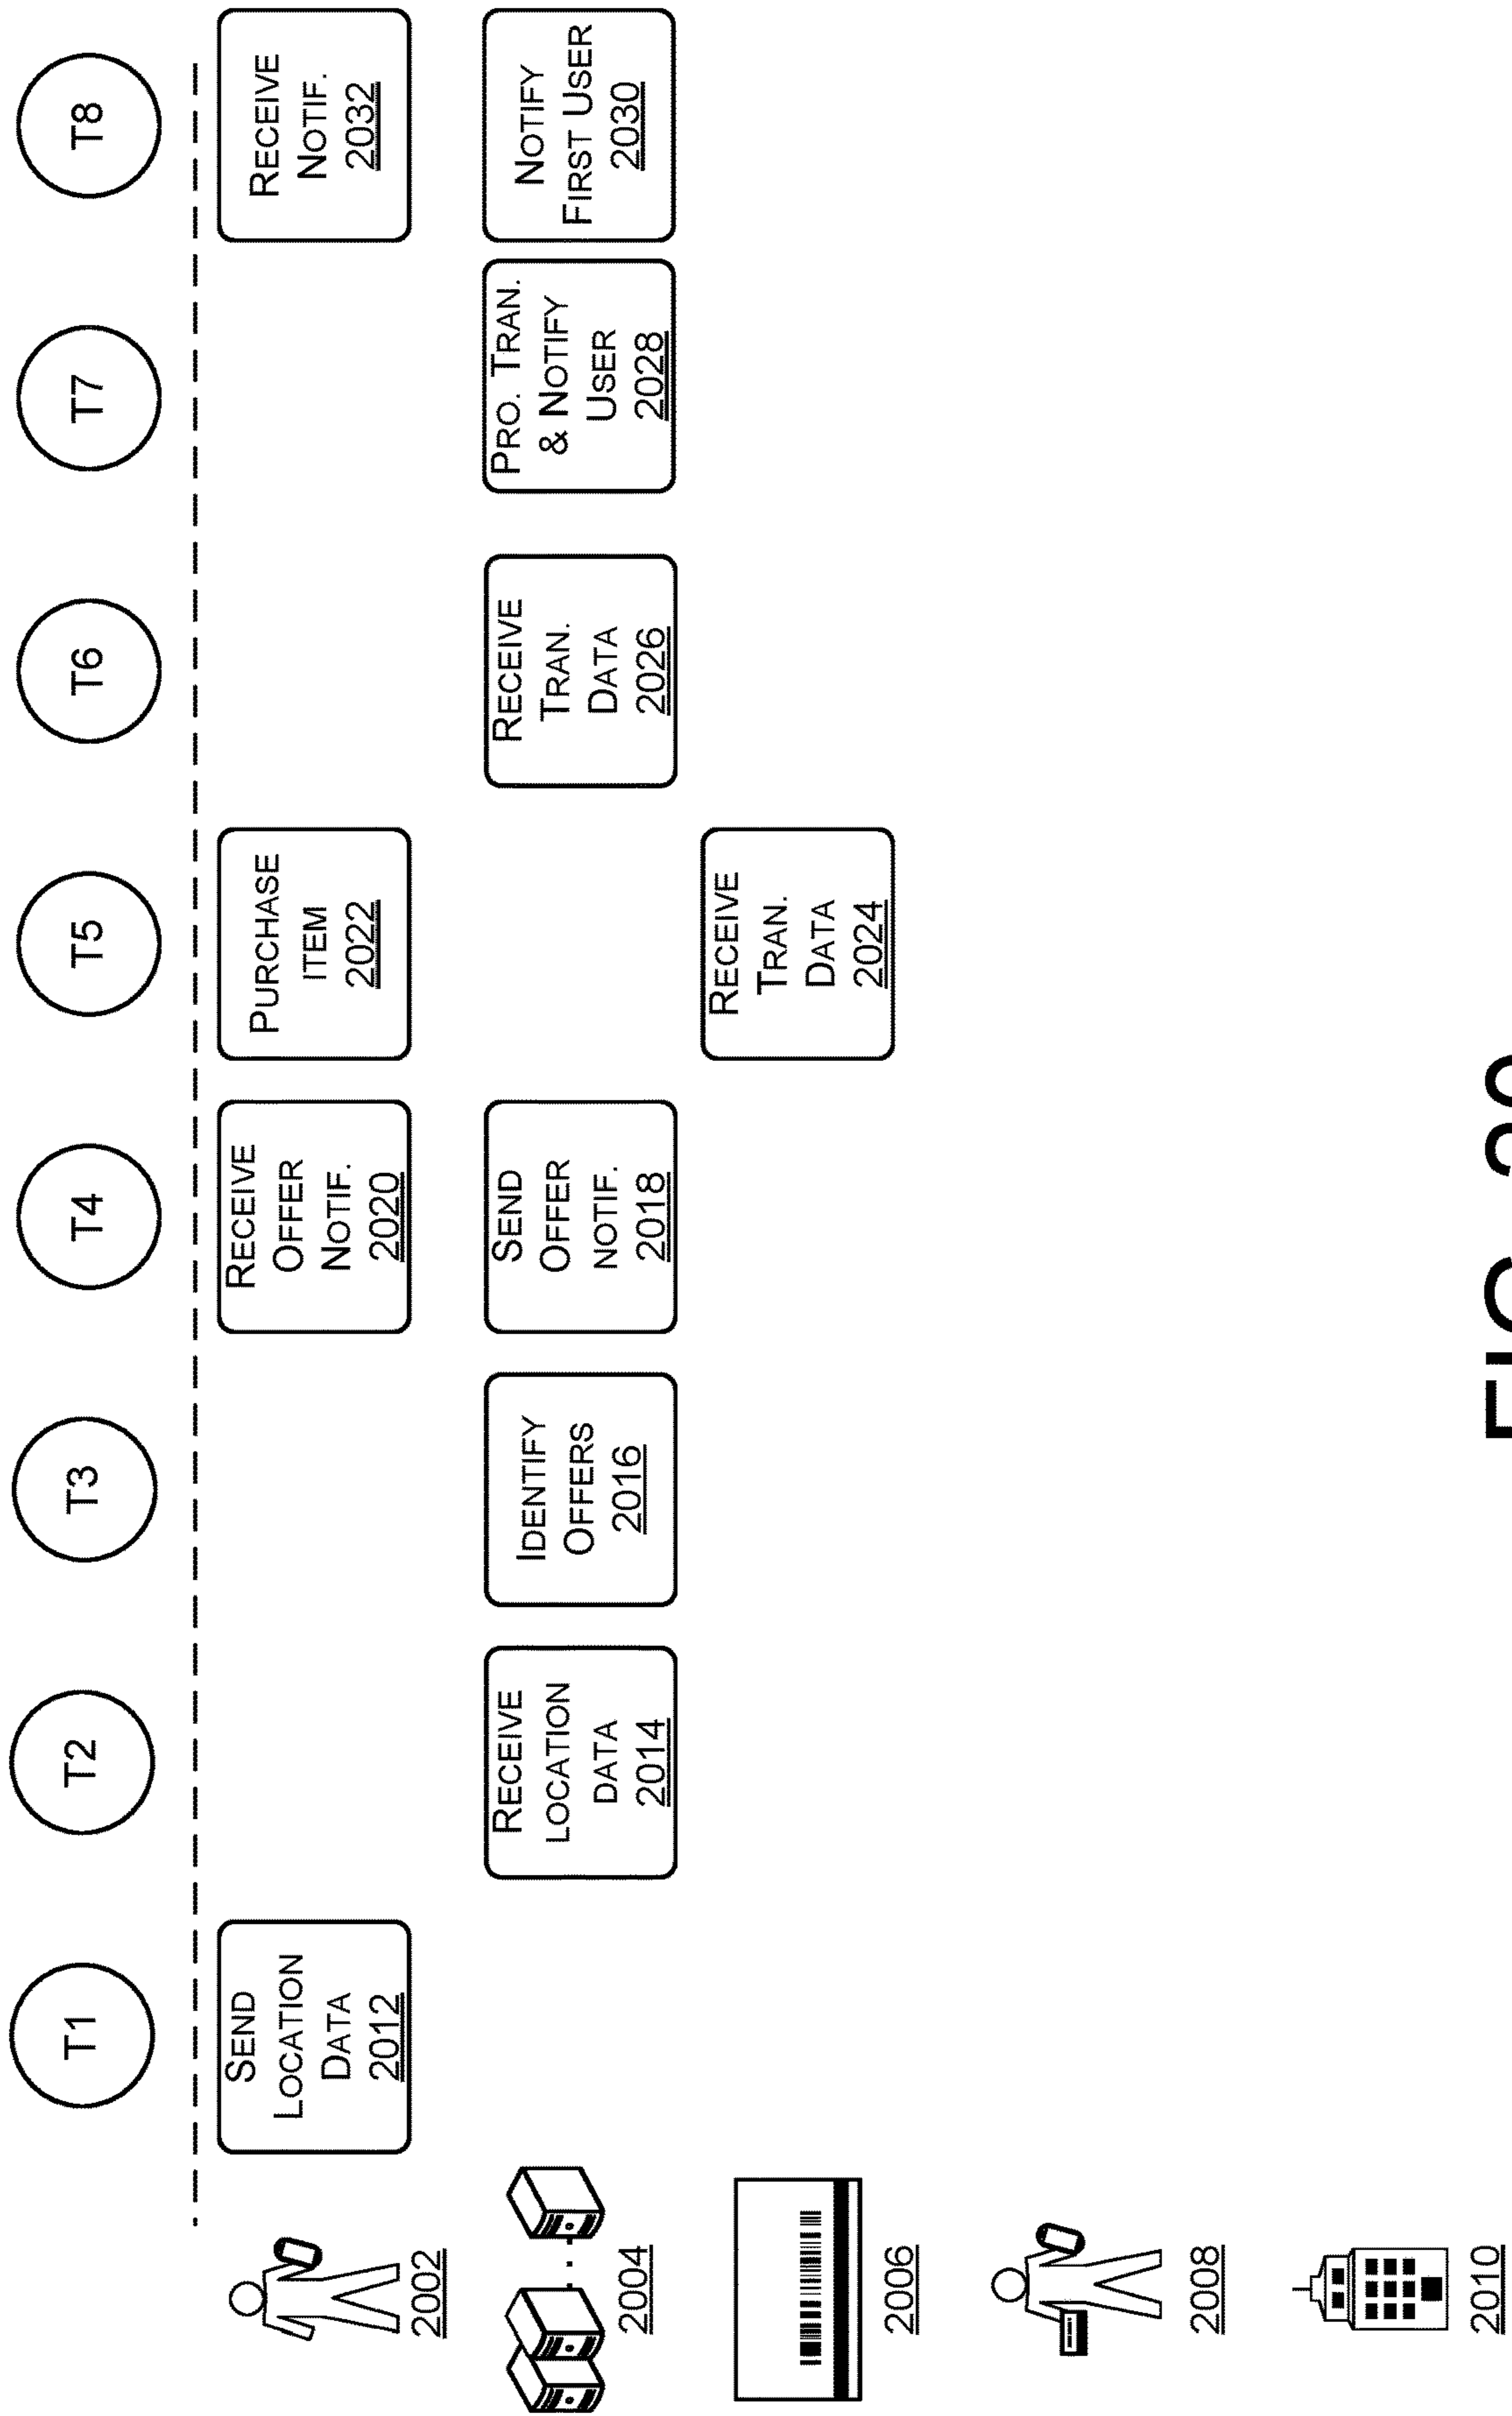 T1
T2
T3
T4
T5
T6
T7
T8
2002
SEND
LOCATION
DATA
2012
RECEIVE
OFFER
NOTIF.
2020
PURCHASE
ITEM
2022
RECEIVE
NOTIF.
2032
2004
RECEIVE
LOCATION
DATA
2014
IDENTIFY
OFFERS
2016
SEND
OFFER
NOTIF.
2018
RECEIVE
TRAN.
DATA
2026
PRO. TRAN.
& NOTIFY
USER
2028
NOTIFY
FIRST USER
2030
2006
RECEIVE
TRAN.
DATA
2024
2008
2010